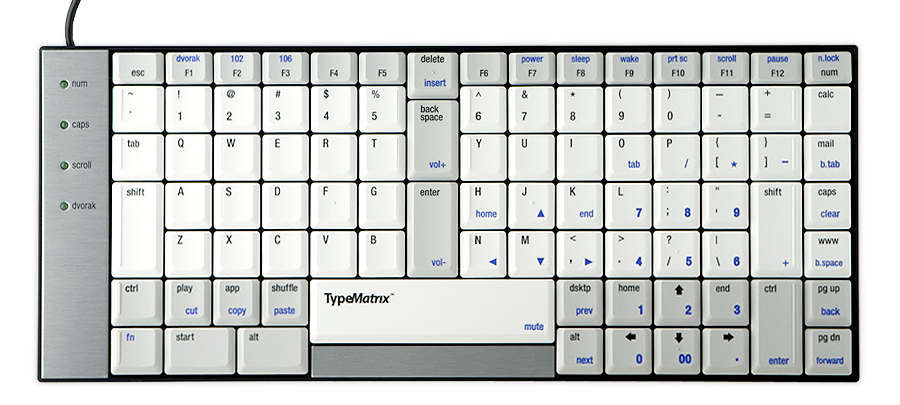 num
caps
scroll
dvorak
esc
dvorak F1
102 F2
106 F3
F4
F5
delete insert
F6
power F7
sleep F8
wake F9
prt sc F10
scroll F11
pause F12
n.lock num
~ `
! 1
@ 2
# 3
$ 4
% 5
back space vol+
^ 6
& 7
* 8
( 9
) 0
– -
+ =
calc
tab
Q
W
E
R
T
Y
U
I
O tab
P /
{ [ *
} ] –
mail b.tab
shift
A
S
D
F
G
enter vol-
H home
J ▲
K end
L 7
: ; 8
" ' 9
shift +
caps clear
Z
X
C
V
B
N ◄
M ▼
< , ►
> . 4
? / 5
| \ 6
www b.space
ctrl
play cut
app copy
shuffle paste
TypeMatrix™ mute
dsktp prev
home 1
⬆ 2
end 3
ctrl enter
pg up back
fn
start
alt
alt next
⬅ 0
⬇ 00
➡ .
pg dn forward